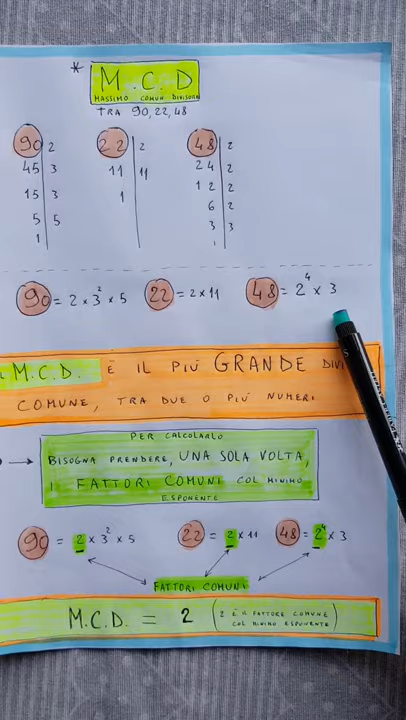 * M.C.D
MASSIMO COMUN DIVISORE
TRA 90, 22, 48
90 | 2
45 | 3
15 | 3
5 | 5
1
22 | 2
11 | 11
1
48 | 2
24 | 2
12 | 2
6 | 2
3 | 3
1
90 = 2 x 3² x 5
22 = 2 x 11
48 = 2⁴ x 3
M.C.D. È IL PIÙ GRANDE DIVI
COMUNE, TRA DUE O PIÙ NUMERI
PER CALCOLARLO
BISOGNA PRENDERE, UNA SOLA VOLTA,
I FATTORI COMUNI COL MINIMO
ESPONENTE
90 = 2 x 3² x 5
22 = 2 x 11
48 = 2⁴ x 3
FATTORI COMUNI
M.C.D. = 2 (2 È IL FATTORE COMUNE
COL MINIMO ESPONENTE)